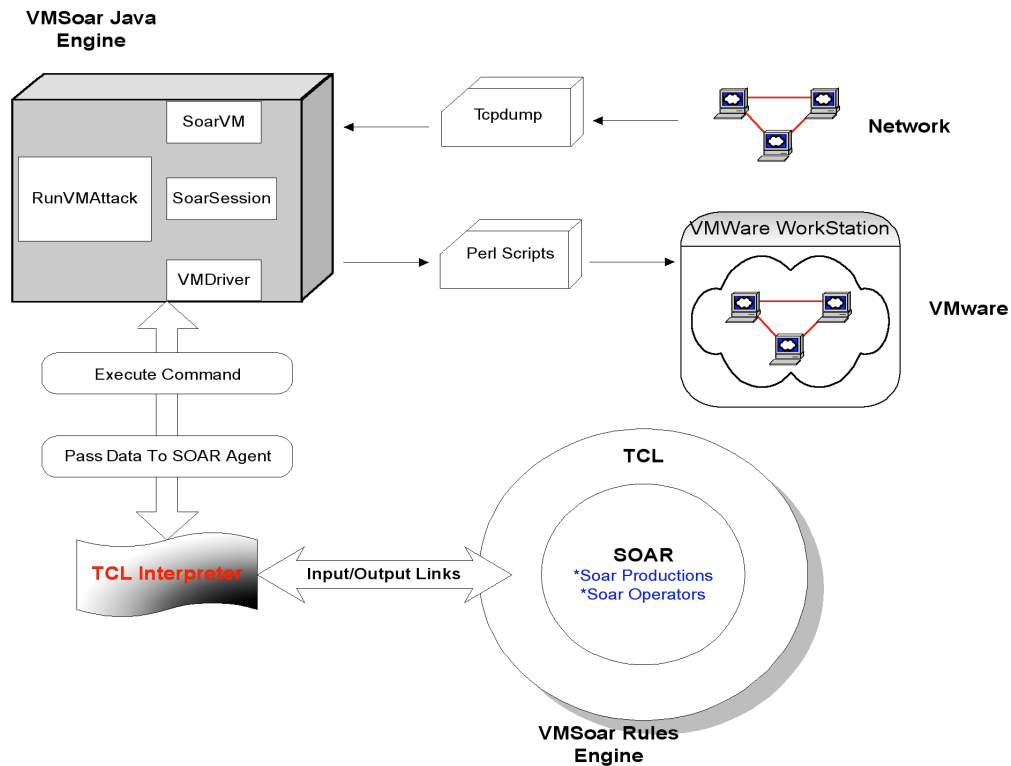 VMSoar Java
Engine
SoarVM
RunVMAttack
SoarSession
VMDriver
Tcpdump
Network
Perl Scripts
VMWare WorkStation
VMware
Execute Command
Pass Data To SOAR Agent
TCL Interpreter
Input/Output Links
TCL
SOAR
*Soar Productions
*Soar Operators
VMSoar Rules
Engine